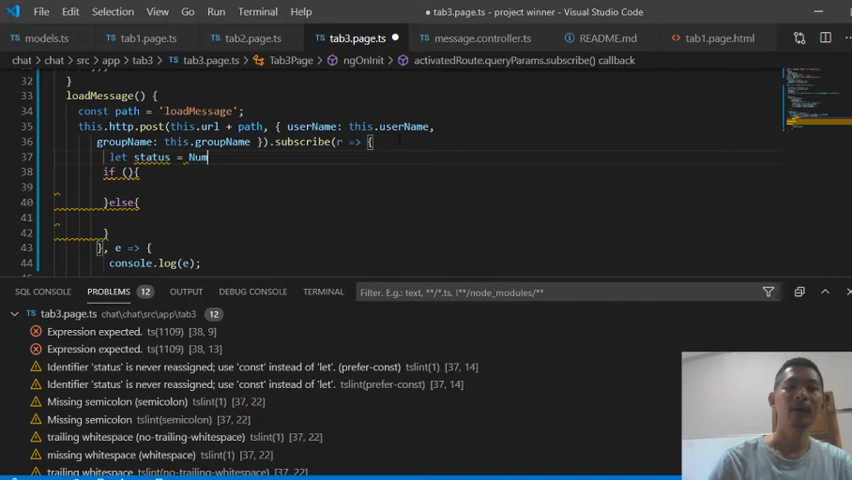 File Edit Selection View Go Run Terminal Help ● tab3.page.ts - project winner - Visual Studio Code
models.ts tab1.page.ts tab2.page.ts tab3.page.ts ● message.controller.ts README.md tab1.page.html
chat > chat > src > app > tab3 > tab3.page.ts > Tab3Page > ngOnInit > activatedRoute.queryParams.subscribe() callback
32 }
33 loadMessage() {
34 const path = 'loadMessage';
35 this.http.post(this.url + path, { userName: this.userName,
36 groupName: this.groupName }).subscribe(r => {
37 let status = Num
38 if (){
39
40 }else{
41
42 }
43 }, e => {
44 console.log(e);
SQL CONSOLE PROBLEMS 12 OUTPUT DEBUG CONSOLE TERMINAL Filter. E.g.: text, **/*.ts, !**/node_modules/**
tab3.page.ts chat\chat\src\app\tab3 12
Expression expected. ts(1109) [38, 9]
Expression expected. ts(1109) [38, 13]
Identifier 'status' is never reassigned; use 'const' instead of 'let'. (prefer-const) tslint(1) [37, 14]
Identifier 'status' is never reassigned; use 'const' instead of 'let'. tslint(prefer-const) [37, 14]
Missing semicolon (semicolon) tslint(1) [37, 22]
Missing semicolon tslint(semicolon) [37, 22]
trailing whitespace (no-trailing-whitespace) tslint(1) [37, 22]
missing whitespace (whitespace) tslint(1) [37, 22]
trailing whitespace tslint(no-trailing-whitespace) [37, 22]